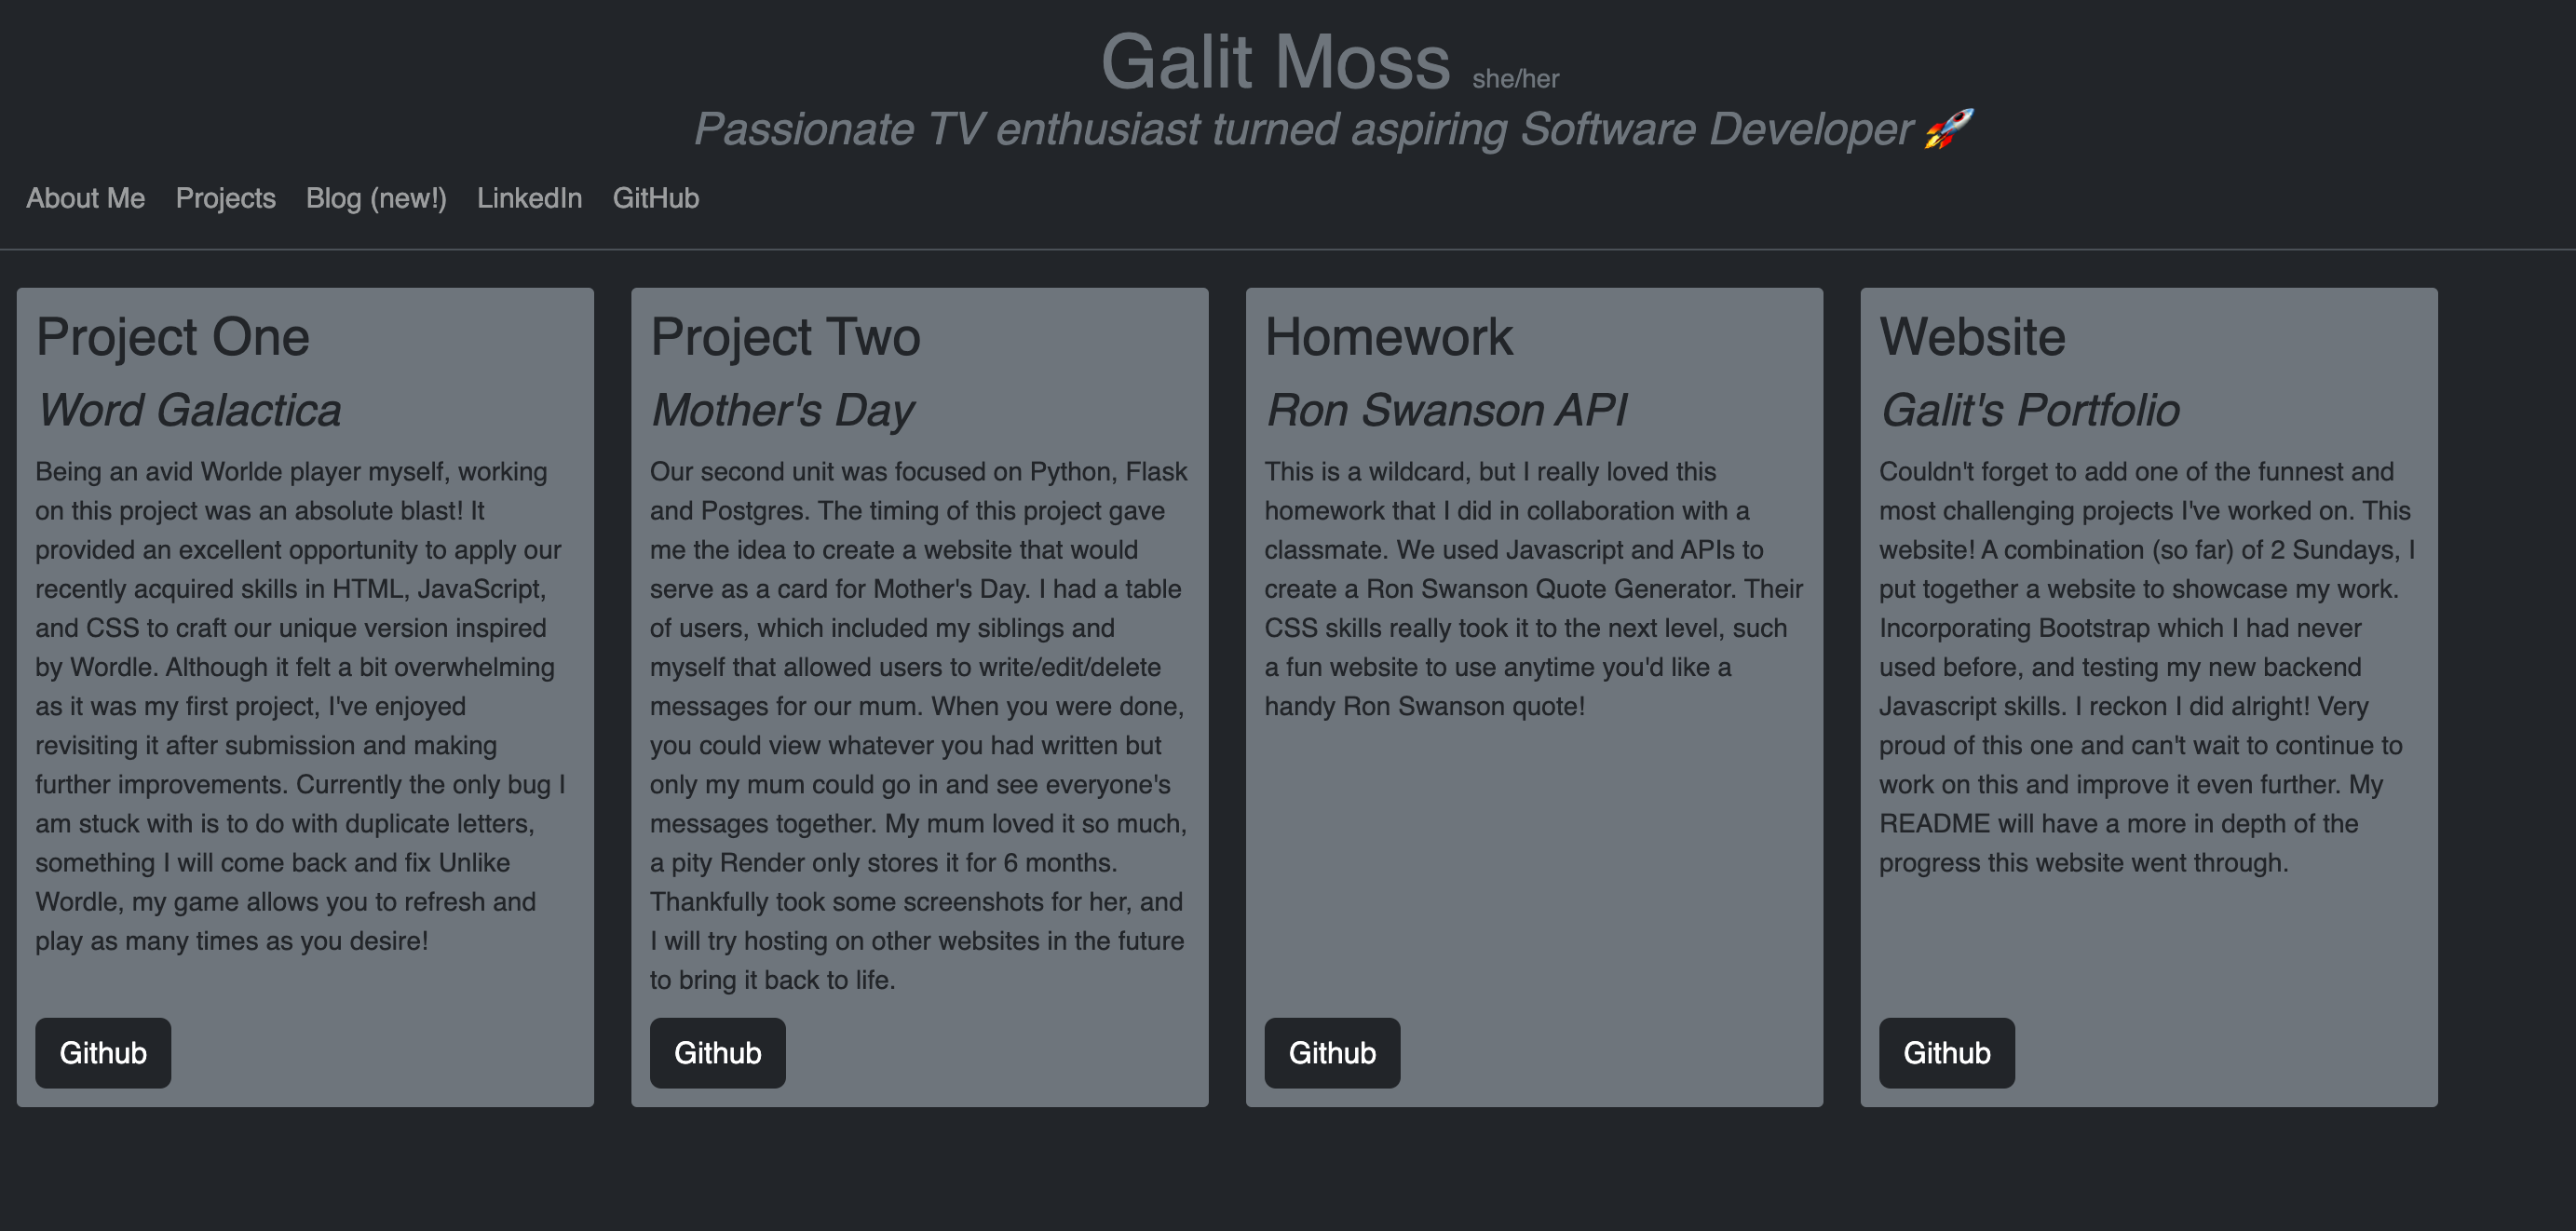 Galit Moss she/her
Passionate TV enthusiast turned aspiring Software Developer 🚀
About Me Projects Blog (new!) LinkedIn GitHub
Project One
Word Galactica
Being an avid Worlde player myself, working
on this project was an absolute blast! It
provided an excellent opportunity to apply our
recently acquired skills in HTML, JavaScript,
and CSS to craft our unique version inspired
by Wordle. Although it felt a bit overwhelming
as it was my first project, I've enjoyed
revisiting it after submission and making
further improvements. Currently the only bug I
am stuck with is to do with duplicate letters,
something I will come back and fix Unlike
Wordle, my game allows you to refresh and
play as many times as you desire!
Github
Project Two
Mother's Day
Our second unit was focused on Python, Flask
and Postgres. The timing of this project gave
me the idea to create a website that would
serve as a card for Mother's Day. I had a table
of users, which included my siblings and
myself that allowed users to write/edit/delete
messages for our mum. When you were done,
you could view whatever you had written but
only my mum could go in and see everyone's
messages together. My mum loved it so much,
a pity Render only stores it for 6 months.
Thankfully took some screenshots for her, and
I will try hosting on other websites in the future
to bring it back to life.
Github
Homework
Ron Swanson API
This is a wildcard, but I really loved this
homework that I did in collaboration with a
classmate. We used Javascript and APIs to
create a Ron Swanson Quote Generator. Their
CSS skills really took it to the next level, such
a fun website to use anytime you'd like a
handy Ron Swanson quote!
Github
Website
Galit's Portfolio
Couldn't forget to add one of the funnest and
most challenging projects I've worked on. This
website! A combination (so far) of 2 Sundays, I
put together a website to showcase my work.
Incorporating Bootstrap which I had never
used before, and testing my new backend
Javascript skills. I reckon I did alright! Very
proud of this one and can't wait to continue to
work on this and improve it even further. My
README will have a more in depth of the
progress this website went through.
Github